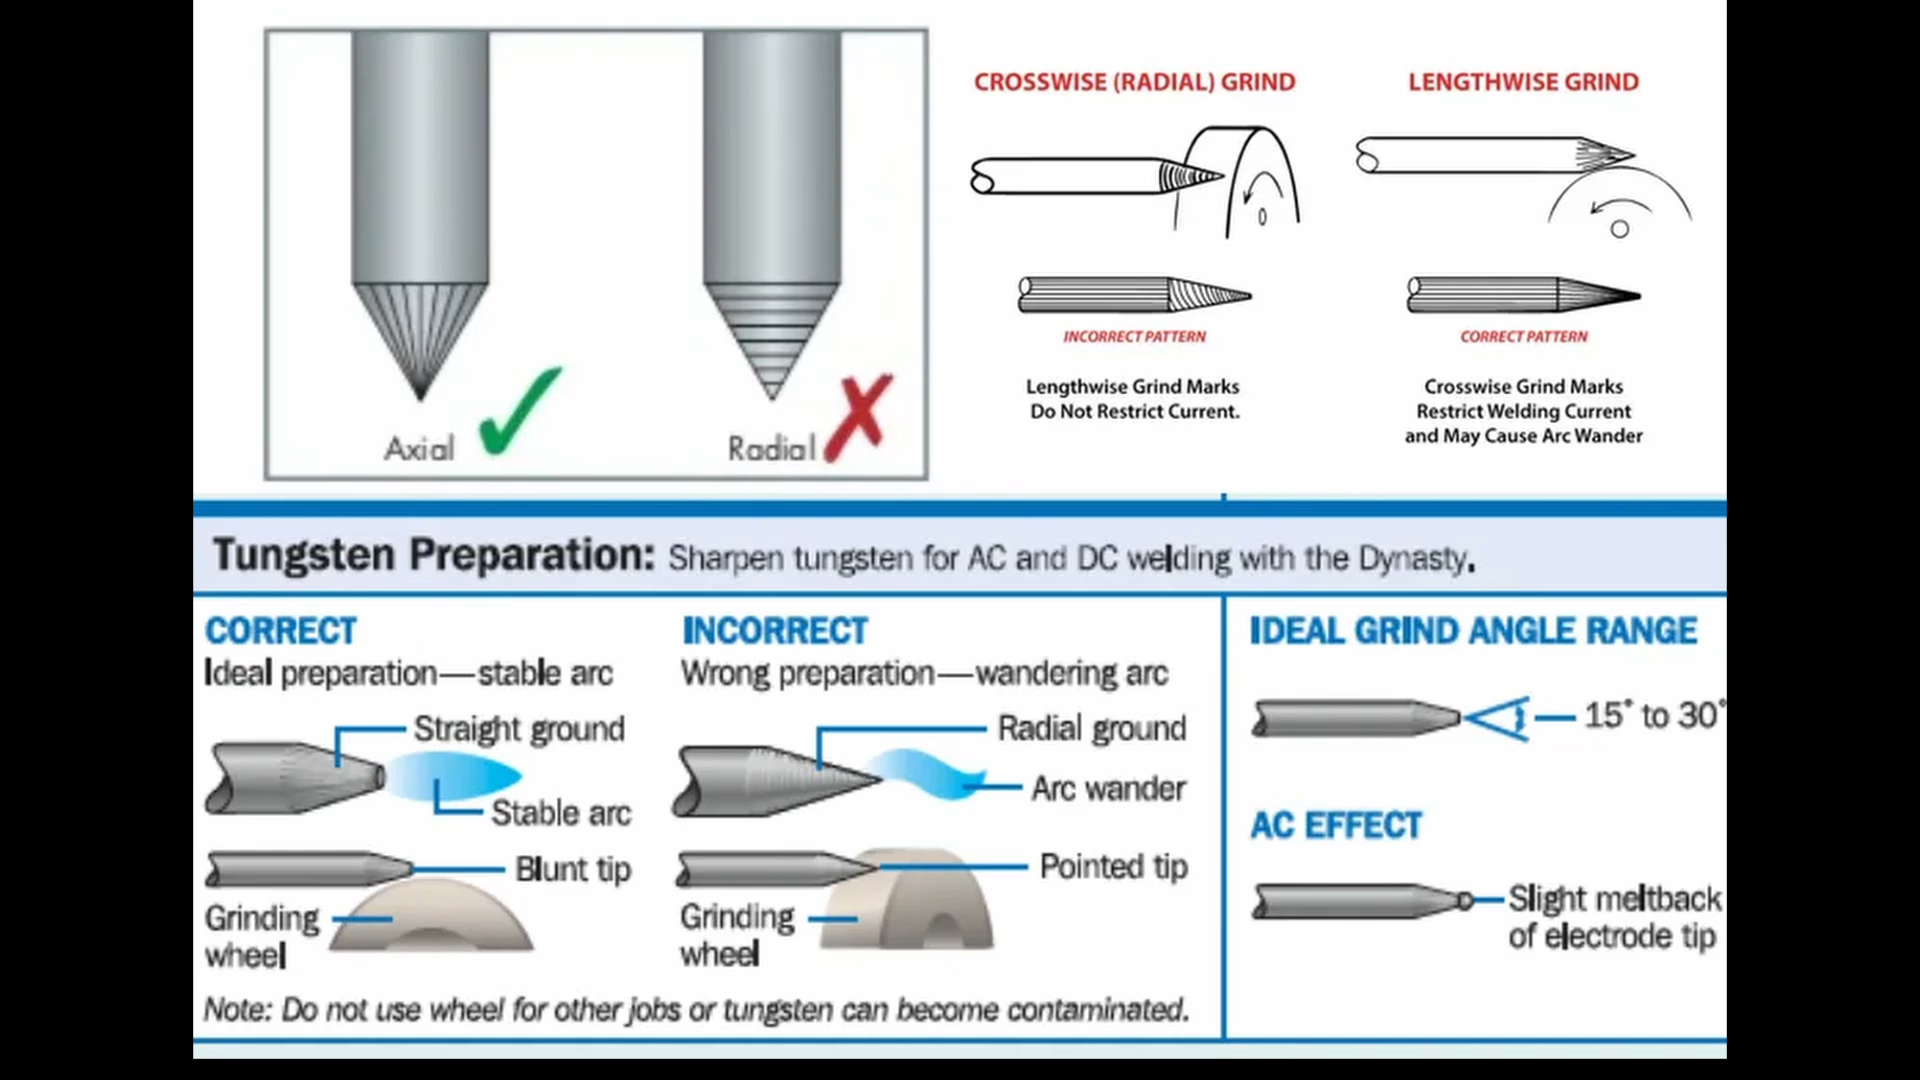 Axial
Radial
CROSSWISE (RADIAL) GRIND
INCORRECT PATTERN
Lengthwise Grind Marks
Do Not Restrict Current.
LENGTHWISE GRIND
CORRECT PATTERN
Crosswise Grind Marks
Restrict Welding Current
and May Cause Arc Wander
Tungsten Preparation: Sharpen tungsten for AC and DC welding with the Dynasty.
CORRECT
Ideal preparation—stable arc
Straight ground
Stable arc
Blunt tip
Grinding
wheel
INCORRECT
Wrong preparation—wandering arc
Radial ground
Arc wander
Pointed tip
Grinding
wheel
Note: Do not use wheel for other jobs or tungsten can become contaminated.
IDEAL GRIND ANGLE RANGE
15° to 30°
AC EFFECT
Slight meltback
of electrode tip